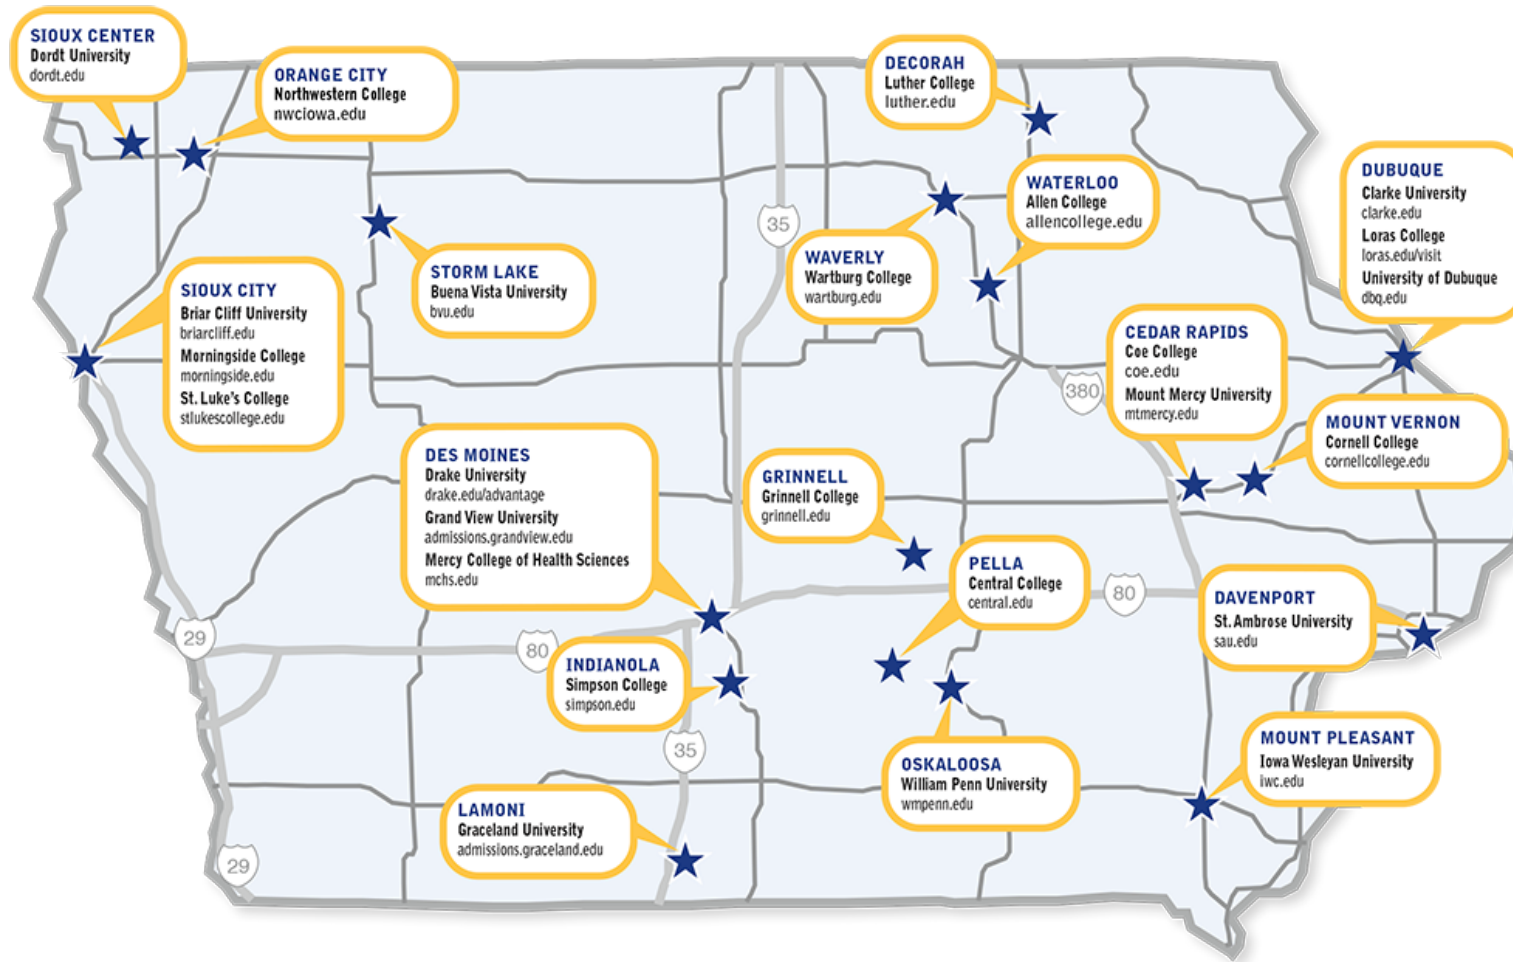 SIOUX CENTER
Dordt University
dordt.edu
ORANGE CITY
Northwestern College
nwciowa.edu
DECORAH
Luther College
luther.edu
WATERLOO
Allen College
allencollege.edu
DUBUQUE
Clarke University
clarke.edu
Loras College
loras.edu/visit
University of Dubuque
dbq.edu
35
WAVERLY
Wartburg College
wartburg.edu
STORM LAKE
Buena Vista University
bvu.edu
SIOUX CITY
Briar Cliff University
briarcliff.edu
Morningside College
morningside.edu
St. Luke's College
stlukescollege.edu
CEDAR RAPIDS
Coe College
coe.edu
Mount Mercy University
mtmercy.edu
380
MOUNT VERNON
Cornell College
cornellcollege.edu
DES MOINES
Drake University
drake.edu/advantage
Grand View University
admissions.grandview.edu
Mercy College of Health Sciences
mchs.edu
GRINNELL
Grinnell College
grinnell.edu
PELLA
Central College
central.edu
80
DAVENPORT
St. Ambrose University
sau.edu
29
80
INDIANOLA
Simpson College
simpson.edu
35
OSKALOOSA
William Penn University
wmpenn.edu
MOUNT PLEASANT
Iowa Wesleyan University
iwc.edu
LAMONI
Graceland University
admissions.graceland.edu
29